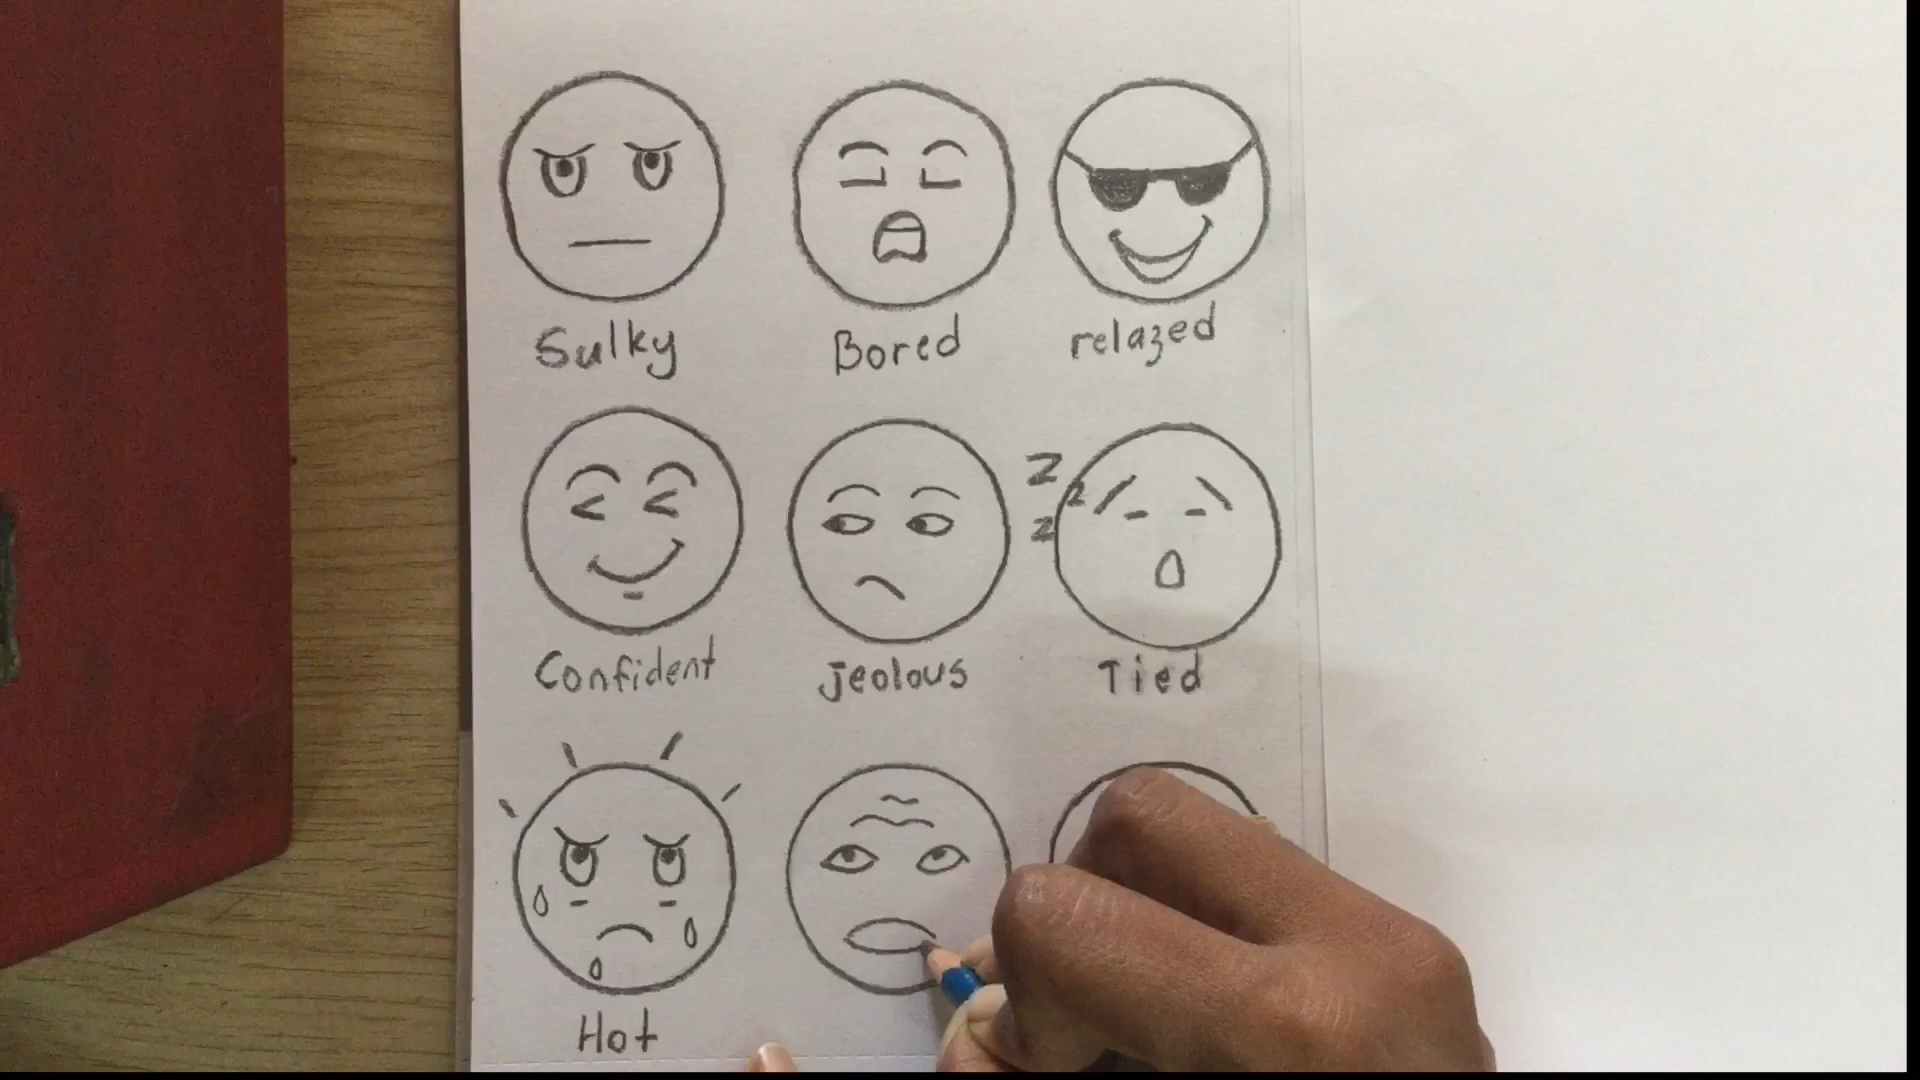 Sulky
Bored
relazed
Confident
Jeolous
Z
z
z
Tied
Hot